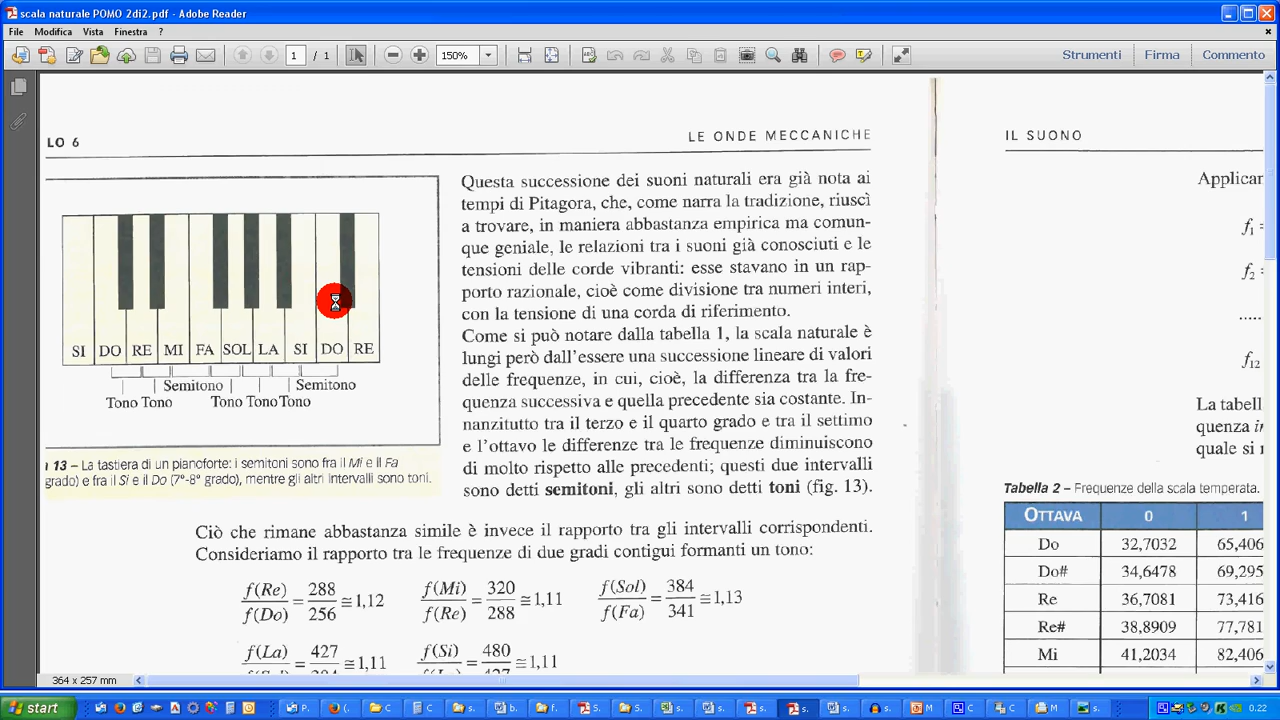 scala naturale POMO 2di2.pdf - Adobe Reader
File Modifica Vista Finestra ?
1 / 1 150% Strumenti Firma Commento
LO 6 LE ONDE MECCANICHE
SI DO RE MI FA SOL LA SI DO RE
Semitono Semitono
Tono Tono Tono Tono Tono
13 – La tastiera di un pianoforte: i semitoni sono fra il Mi e il Fa
grado) e fra il Si e il Do (7°-8° grado), mentre gli altri intervalli sono toni.
Questa successione dei suoni naturali era già nota ai
tempi di Pitagora, che, come narra la tradizione, riuscì
a trovare, in maniera abbastanza empirica ma comun-
que geniale, le relazioni tra i suoni già conosciuti e le
tensioni delle corde vibranti: esse stavano in un rap-
porto razionale, cioè come divisione tra numeri interi,
con la tensione di una corda di riferimento.
Come si può notare dalla tabella 1, la scala naturale è
lungi però dall'essere una successione lineare di valori
delle frequenze, in cui, cioè, la differenza tra la fre-
quenza successiva e quella precedente sia costante. In-
nanzitutto tra il terzo e il quarto grado e tra il settimo
e l'ottavo le differenze tra le frequenze diminuiscono
di molto rispetto alle precedenti; questi due intervalli
sono detti semitoni, gli altri sono detti toni (fig. 13).
Ciò che rimane abbastanza simile è invece il rapporto tra gli intervalli corrispondenti.
Consideriamo il rapporto tra le frequenze di due gradi contigui formanti un tono:
f(Re)/f(Do) = 288/256 ≅ 1,12 f(Mi)/f(Re) = 320/288 ≅ 1,11 f(Sol)/f(Fa) = 384/341 ≅ 1,13
f(La) = 427 ≅ 1,11 f(Si) = 480 ≅ 1,11
IL SUONO
Applican
f1 =
f2 =
.....
f12
La tabell
quenza in
quale si r
Tabella 2 – Frequenze della scala temperata.
OTTAVA 0 1
Do 32,7032 65,406
Do# 34,6478 69,295
Re 36,7081 73,416
Re# 38,8909 77,781
Mi 41,2034 82,406
364 x 257 mm
start 0.22